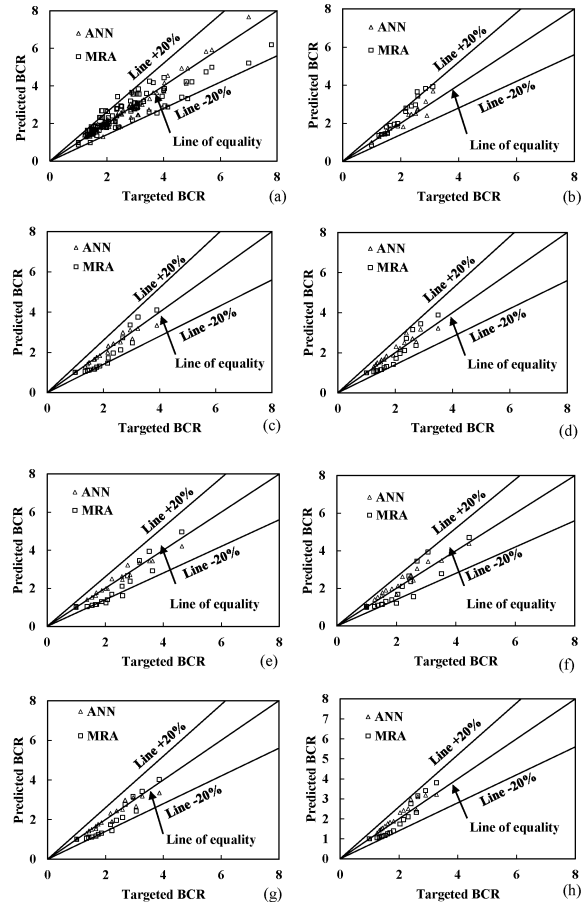 8
6
4
2
0
0 2 4 6 8
Predicted BCR
Targeted BCR
ANN
MRA
Line +20%
Line -20%
Line of equality
(a)
8
6
4
2
0
0 2 4 6 8
Predicted BCR
Targeted BCR
ANN
MRA
Line +20%
Line -20%
Line of equality
(b)
8
6
4
2
0
0 2 4 6 8
Predicted BCR
Targeted BCR
ANN
MRA
Line +20%
Line -20%
Line of equality
(c)
8
6
4
2
0
0 2 4 6 8
Predicted BCR
Targeted BCR
ANN
MRA
Line +20%
Line -20%
Line of equality
(d)
8
6
4
2
0
0 2 4 6 8
Predicted BCR
Targeted BCR
ANN
MRA
Line +20%
Line -20%
Line of equality
(e)
8
6
4
2
0
0 2 4 6 8
Predicted BCR
Targeted BCR
ANN
MRA
Line +20%
Line -20%
Line of equality
(f)
8
6
4
2
0
0 2 4 6 8
Predicted BCR
Targeted BCR
ANN
MRA
Line +20%
Line -20%
Line of equality
(g)
8
7
6
5
4
3
2
1
0 2 4 6 8
Predicted BCR
Targeted BCR
ANN
MRA
Line +20%
Line -20%
Line of equality
(h)